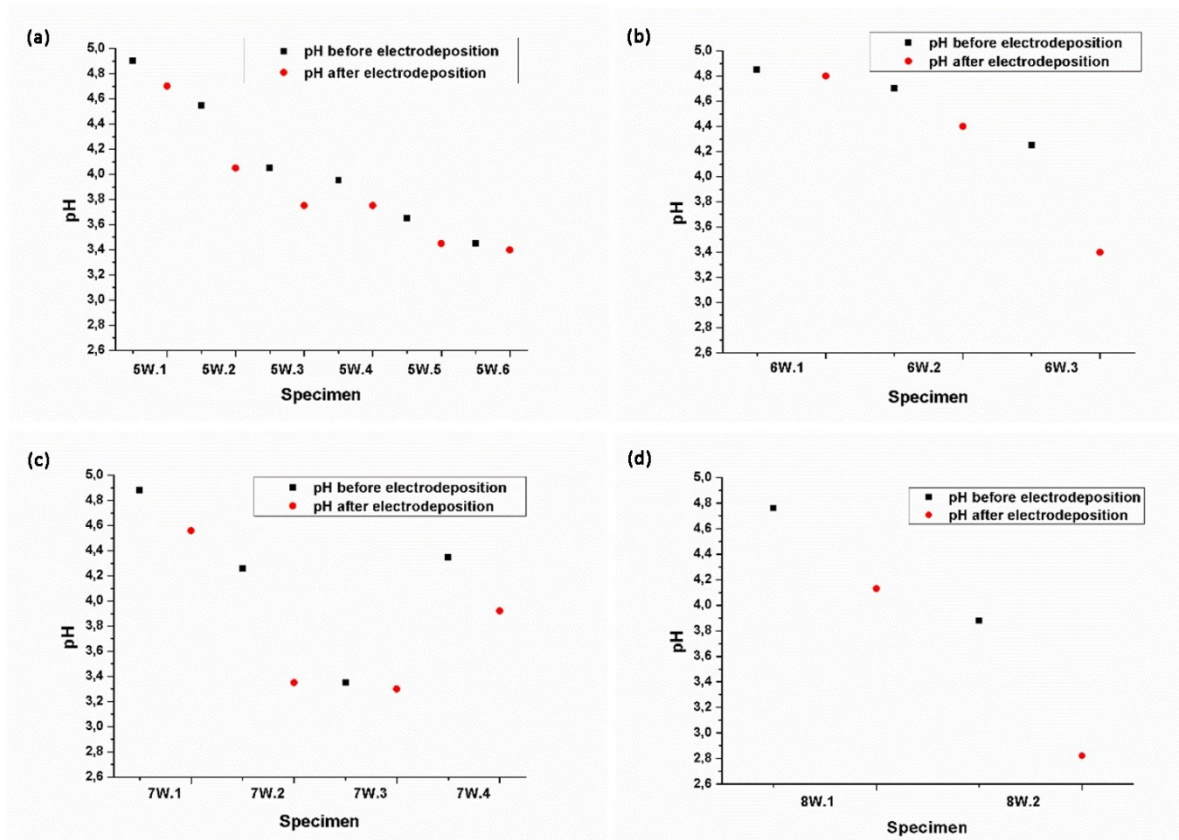 (a)
pH before electrodeposition
pH after electrodeposition
5,0
4,8
4,6
4,4
4,2
4,0
3,8
3,6
3,4
3,2
3,0
2,8
2,6
pH
5W.1 5W.2 5W.3 5W.4 5W.5 5W.6
Specimen
(b)
pH before electrodeposition
pH after electrodeposition
5,0
4,8
4,6
4,4
4,2
4,0
3,8
3,6
3,4
3,2
3,0
2,8
2,6
pH
6W.1 6W.2 6W.3
Specimen
(c)
pH before electrodeposition
pH after electrodeposition
5,0
4,8
4,6
4,4
4,2
4,0
3,8
3,6
3,4
3,2
3,0
2,8
2,6
pH
7W.1 7W.2 7W.3 7W.4
Specimen
(d)
pH before electrodeposition
pH after electrodeposition
5,0
4,8
4,6
4,4
4,2
4,0
3,8
3,6
3,4
3,2
3,0
2,8
2,6
pH
8W.1 8W.2
Specimen